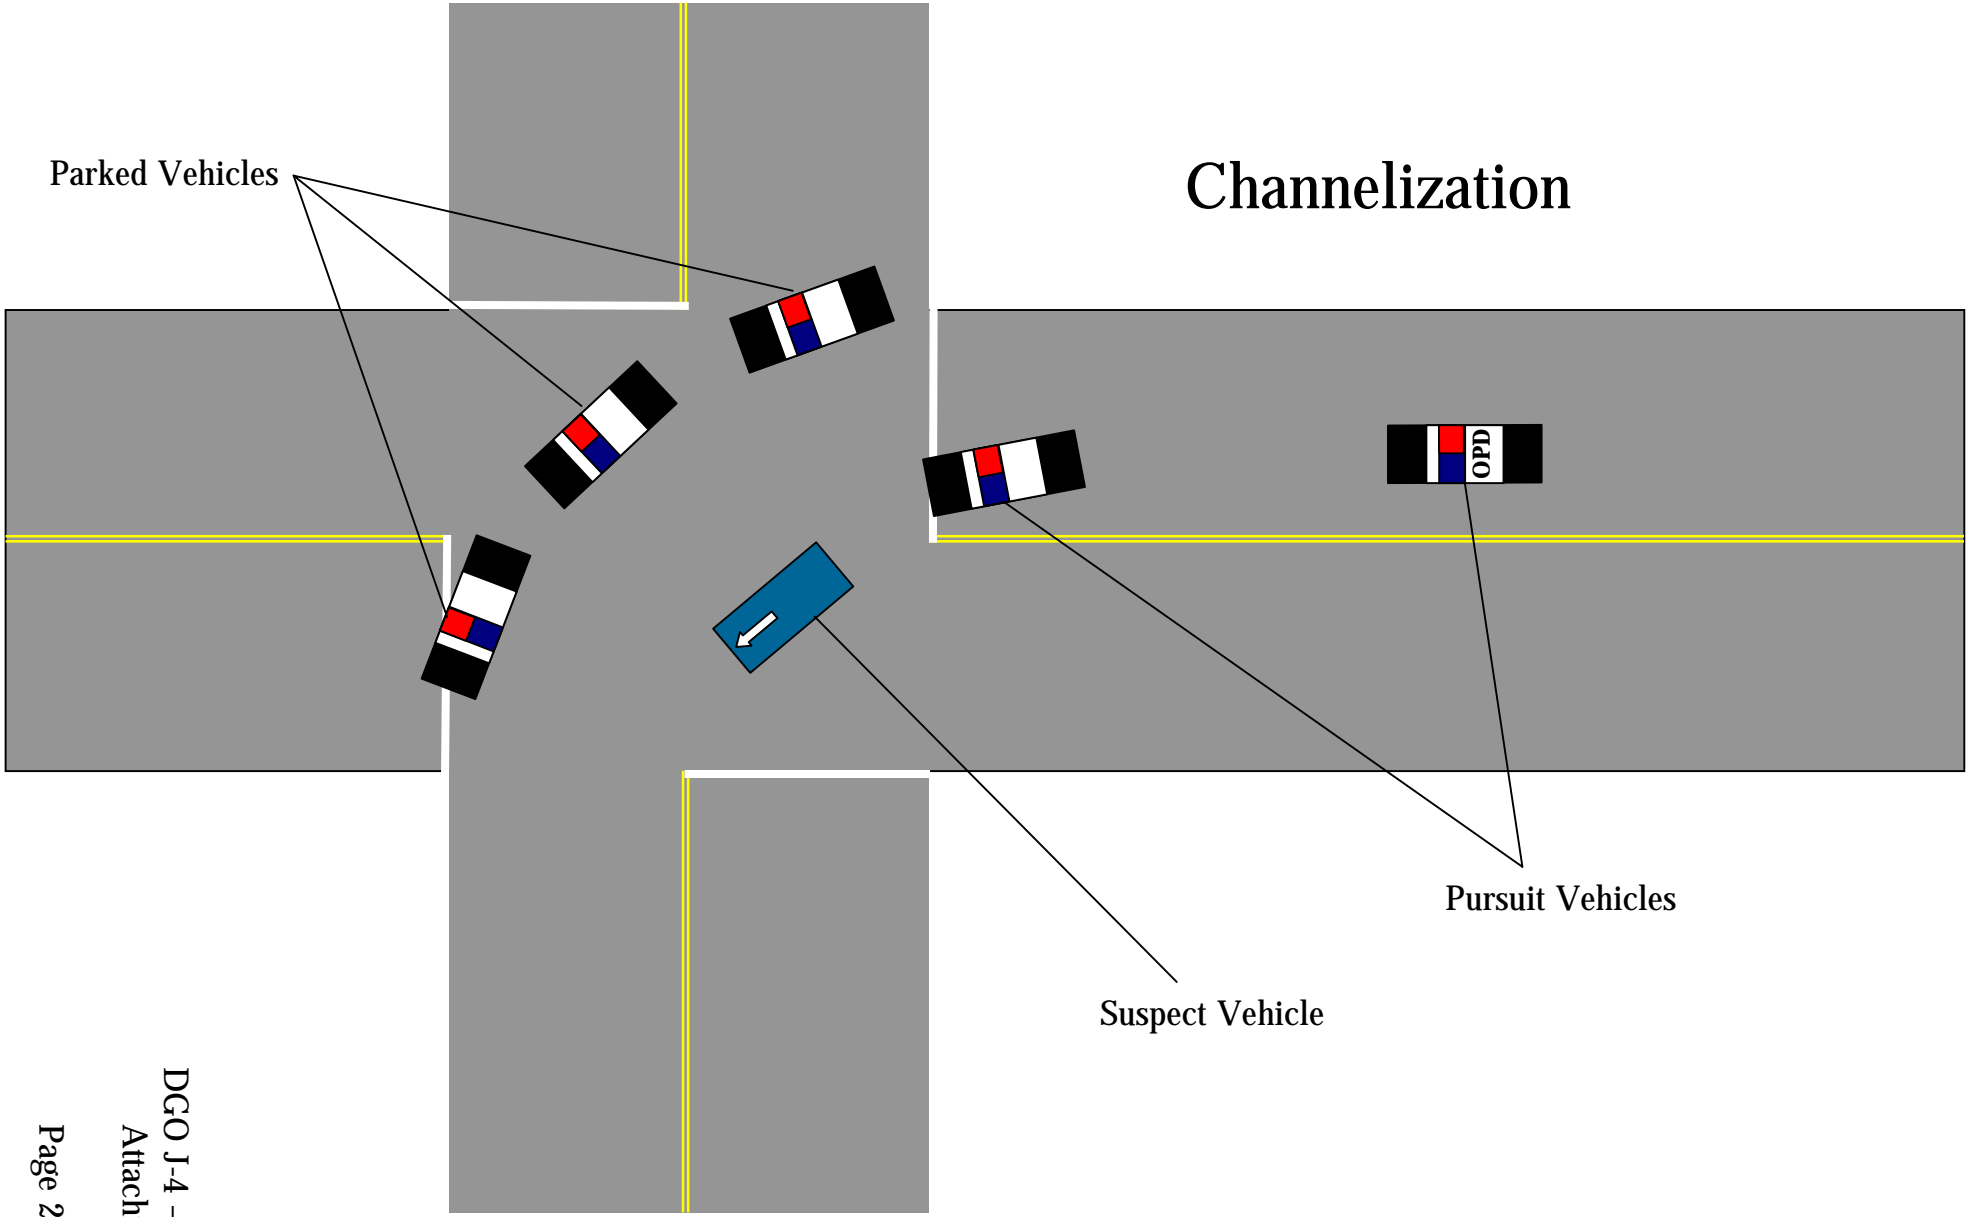 Channelization
Parked Vehicles
OPD
Pursuit Vehicles
Suspect Vehicle
DGO J-4 –
Attach
Page 2